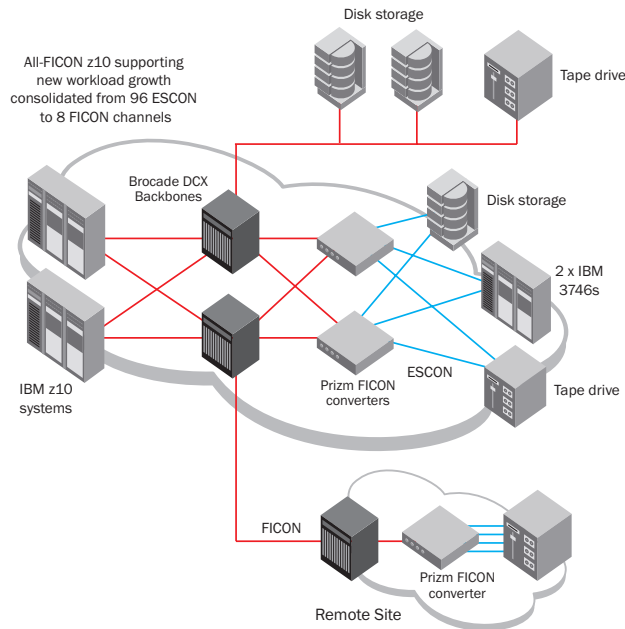 Disk storage
All-FICON z10 supporting
new workload growth
consolidated from 96 ESCON
to 8 FICON channels
Tape drive
Brocade DCX
Backbones
Disk storage
2 x IBM
3746s
IBM z10
systems
Prizm FICON
converters
ESCON
Tape drive
FICON
Prizm FICON
converter
Remote Site